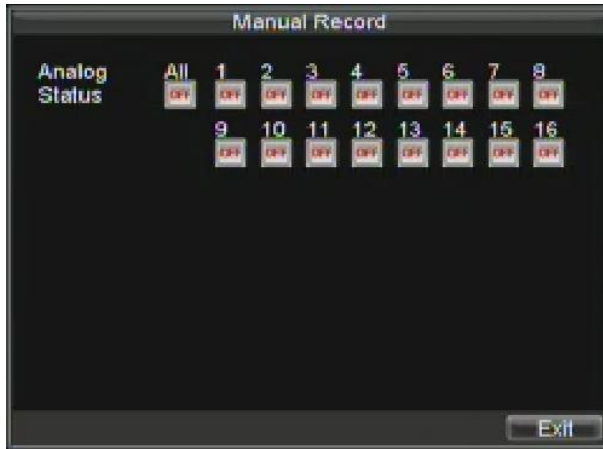 Manual Record
Analog All 1 2 3 4 5 6 7 8
Status OFF OFF OFF OFF OFF OFF OFF OFF OFF
9 10 11 12 13 14 15 16
OFF OFF OFF OFF OFF OFF OFF OFF
Exit